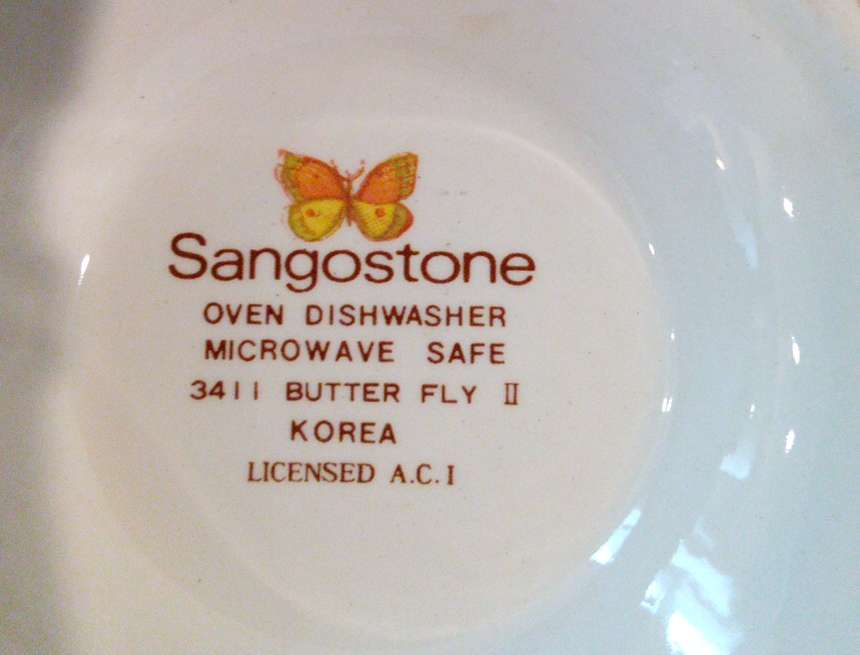 Sangostone
OVEN DISHWASHER
MICROWAVE SAFE
3411 BUTTER FLY II
KOREA
LICENSED A.C.I